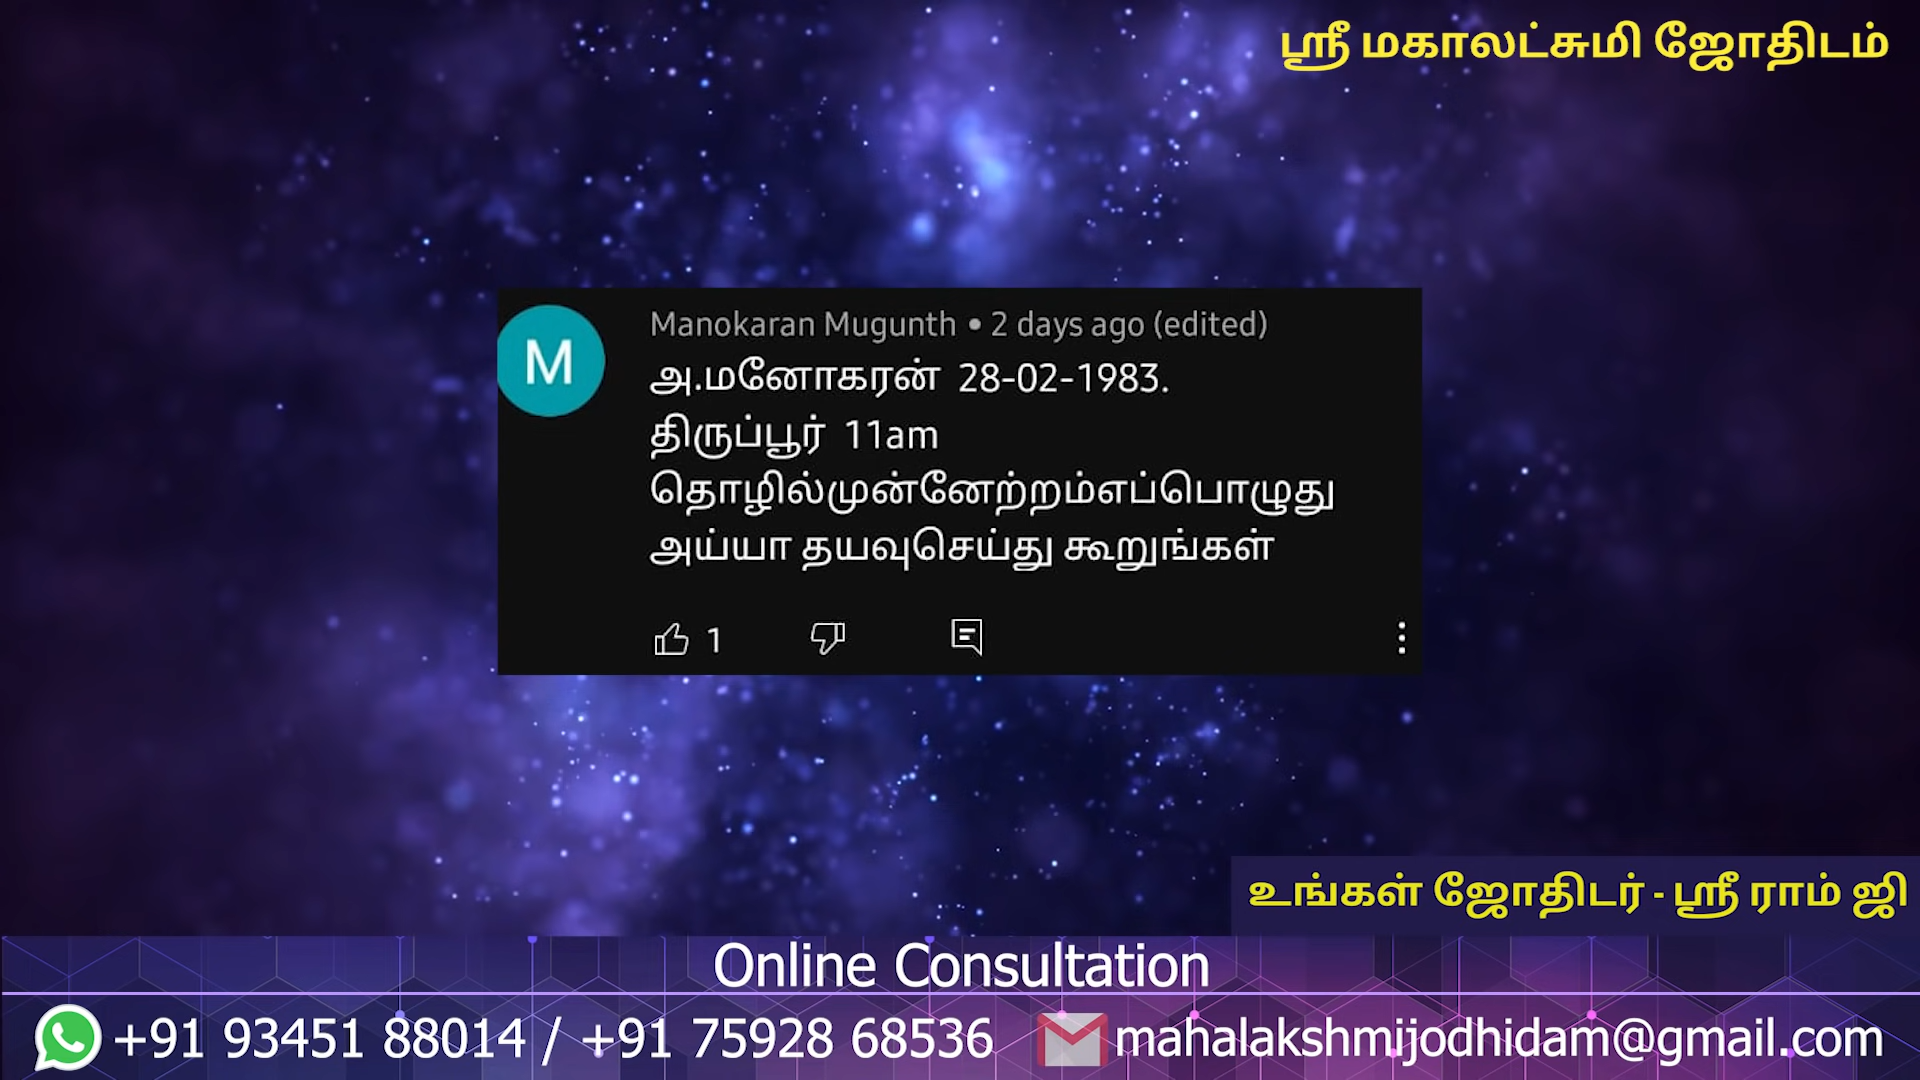 ஸ்ரீ மகாலட்சுமி ஜோதிடம்
M
Manokaran Mugunth • 2 days ago (edited)
அ.மனோகரன் 28-02-1983.
திருப்பூர் 11am
தொழில்முன்னேற்றம்எப்பொழுது
அய்யா தயவுசெய்து கூறுங்கள்
1
உங்கள் ஜோதிடர் - ஸ்ரீ ராம் ஜி
Online Consultation
+91 93451 88014 / +91 75928 68536 mahalakshmijodhidam@gmail.com